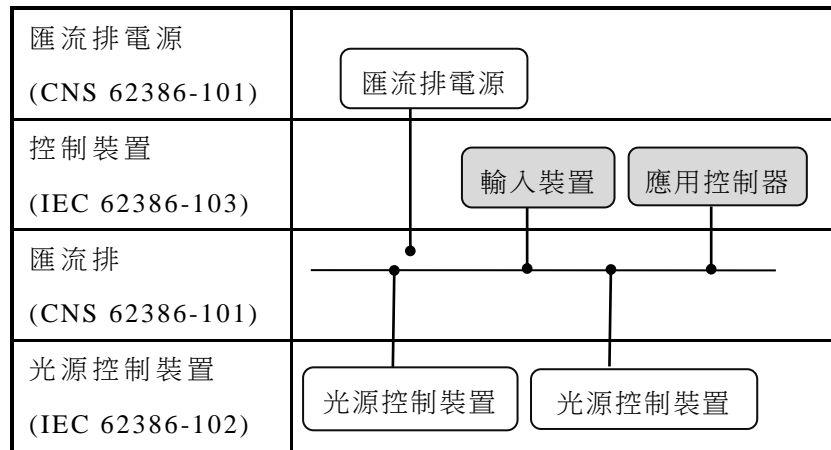 匯流排電源
(CNS 62386-101)
匯流排電源
控制裝置
(IEC 62386-103)
輸入裝置
應用控制器
匯流排
(CNS 62386-101)
光源控制裝置
(IEC 62386-102)
光源控制裝置
光源控制裝置